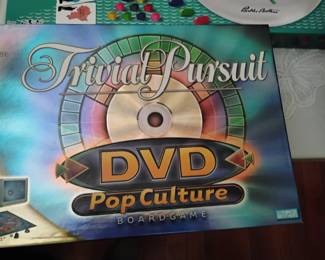 Trivial Pursuit
DVD
Pop Culture
BOARDGAME